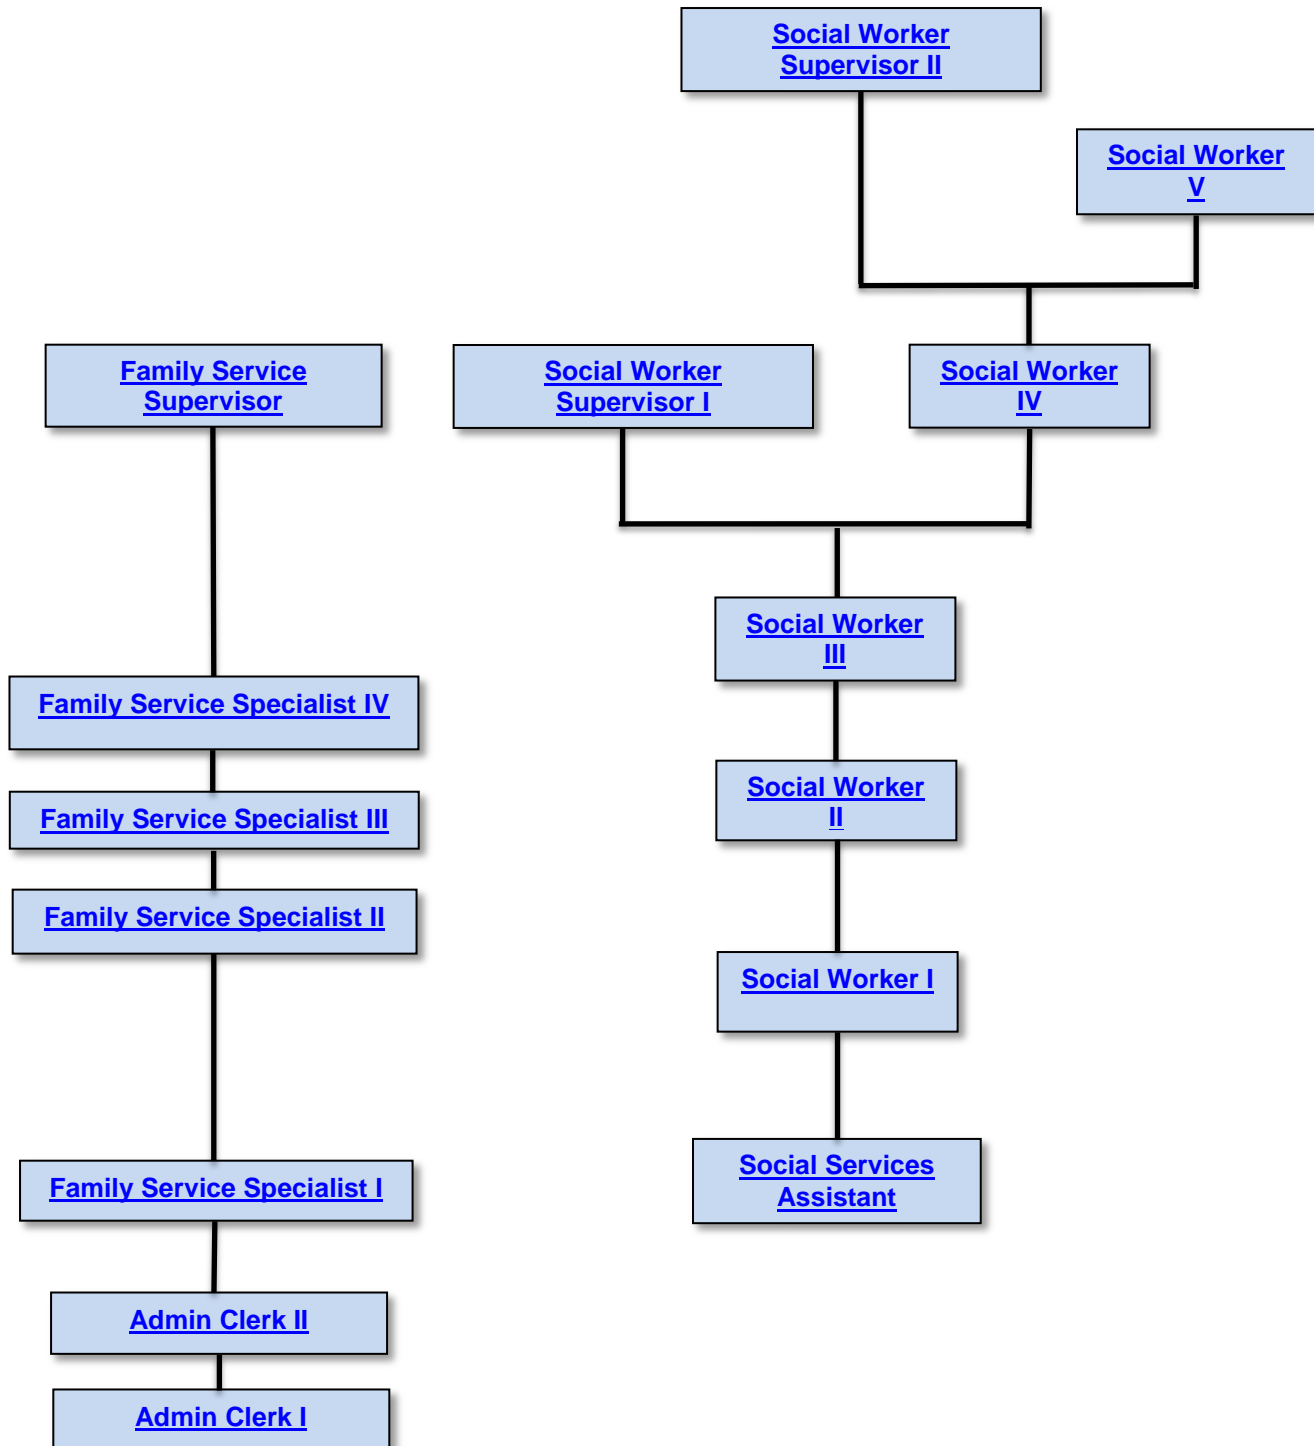 Social Worker
Supervisor II
Social Worker
V
Family Service
Supervisor
Social Worker
Supervisor I
Social Worker
IV
Social Worker
III
Family Service Specialist IV
Social Worker
II
Family Service Specialist III
Family Service Specialist II
Social Worker I
Social Services
Assistant
Family Service Specialist I
Admin Clerk II
Admin Clerk I